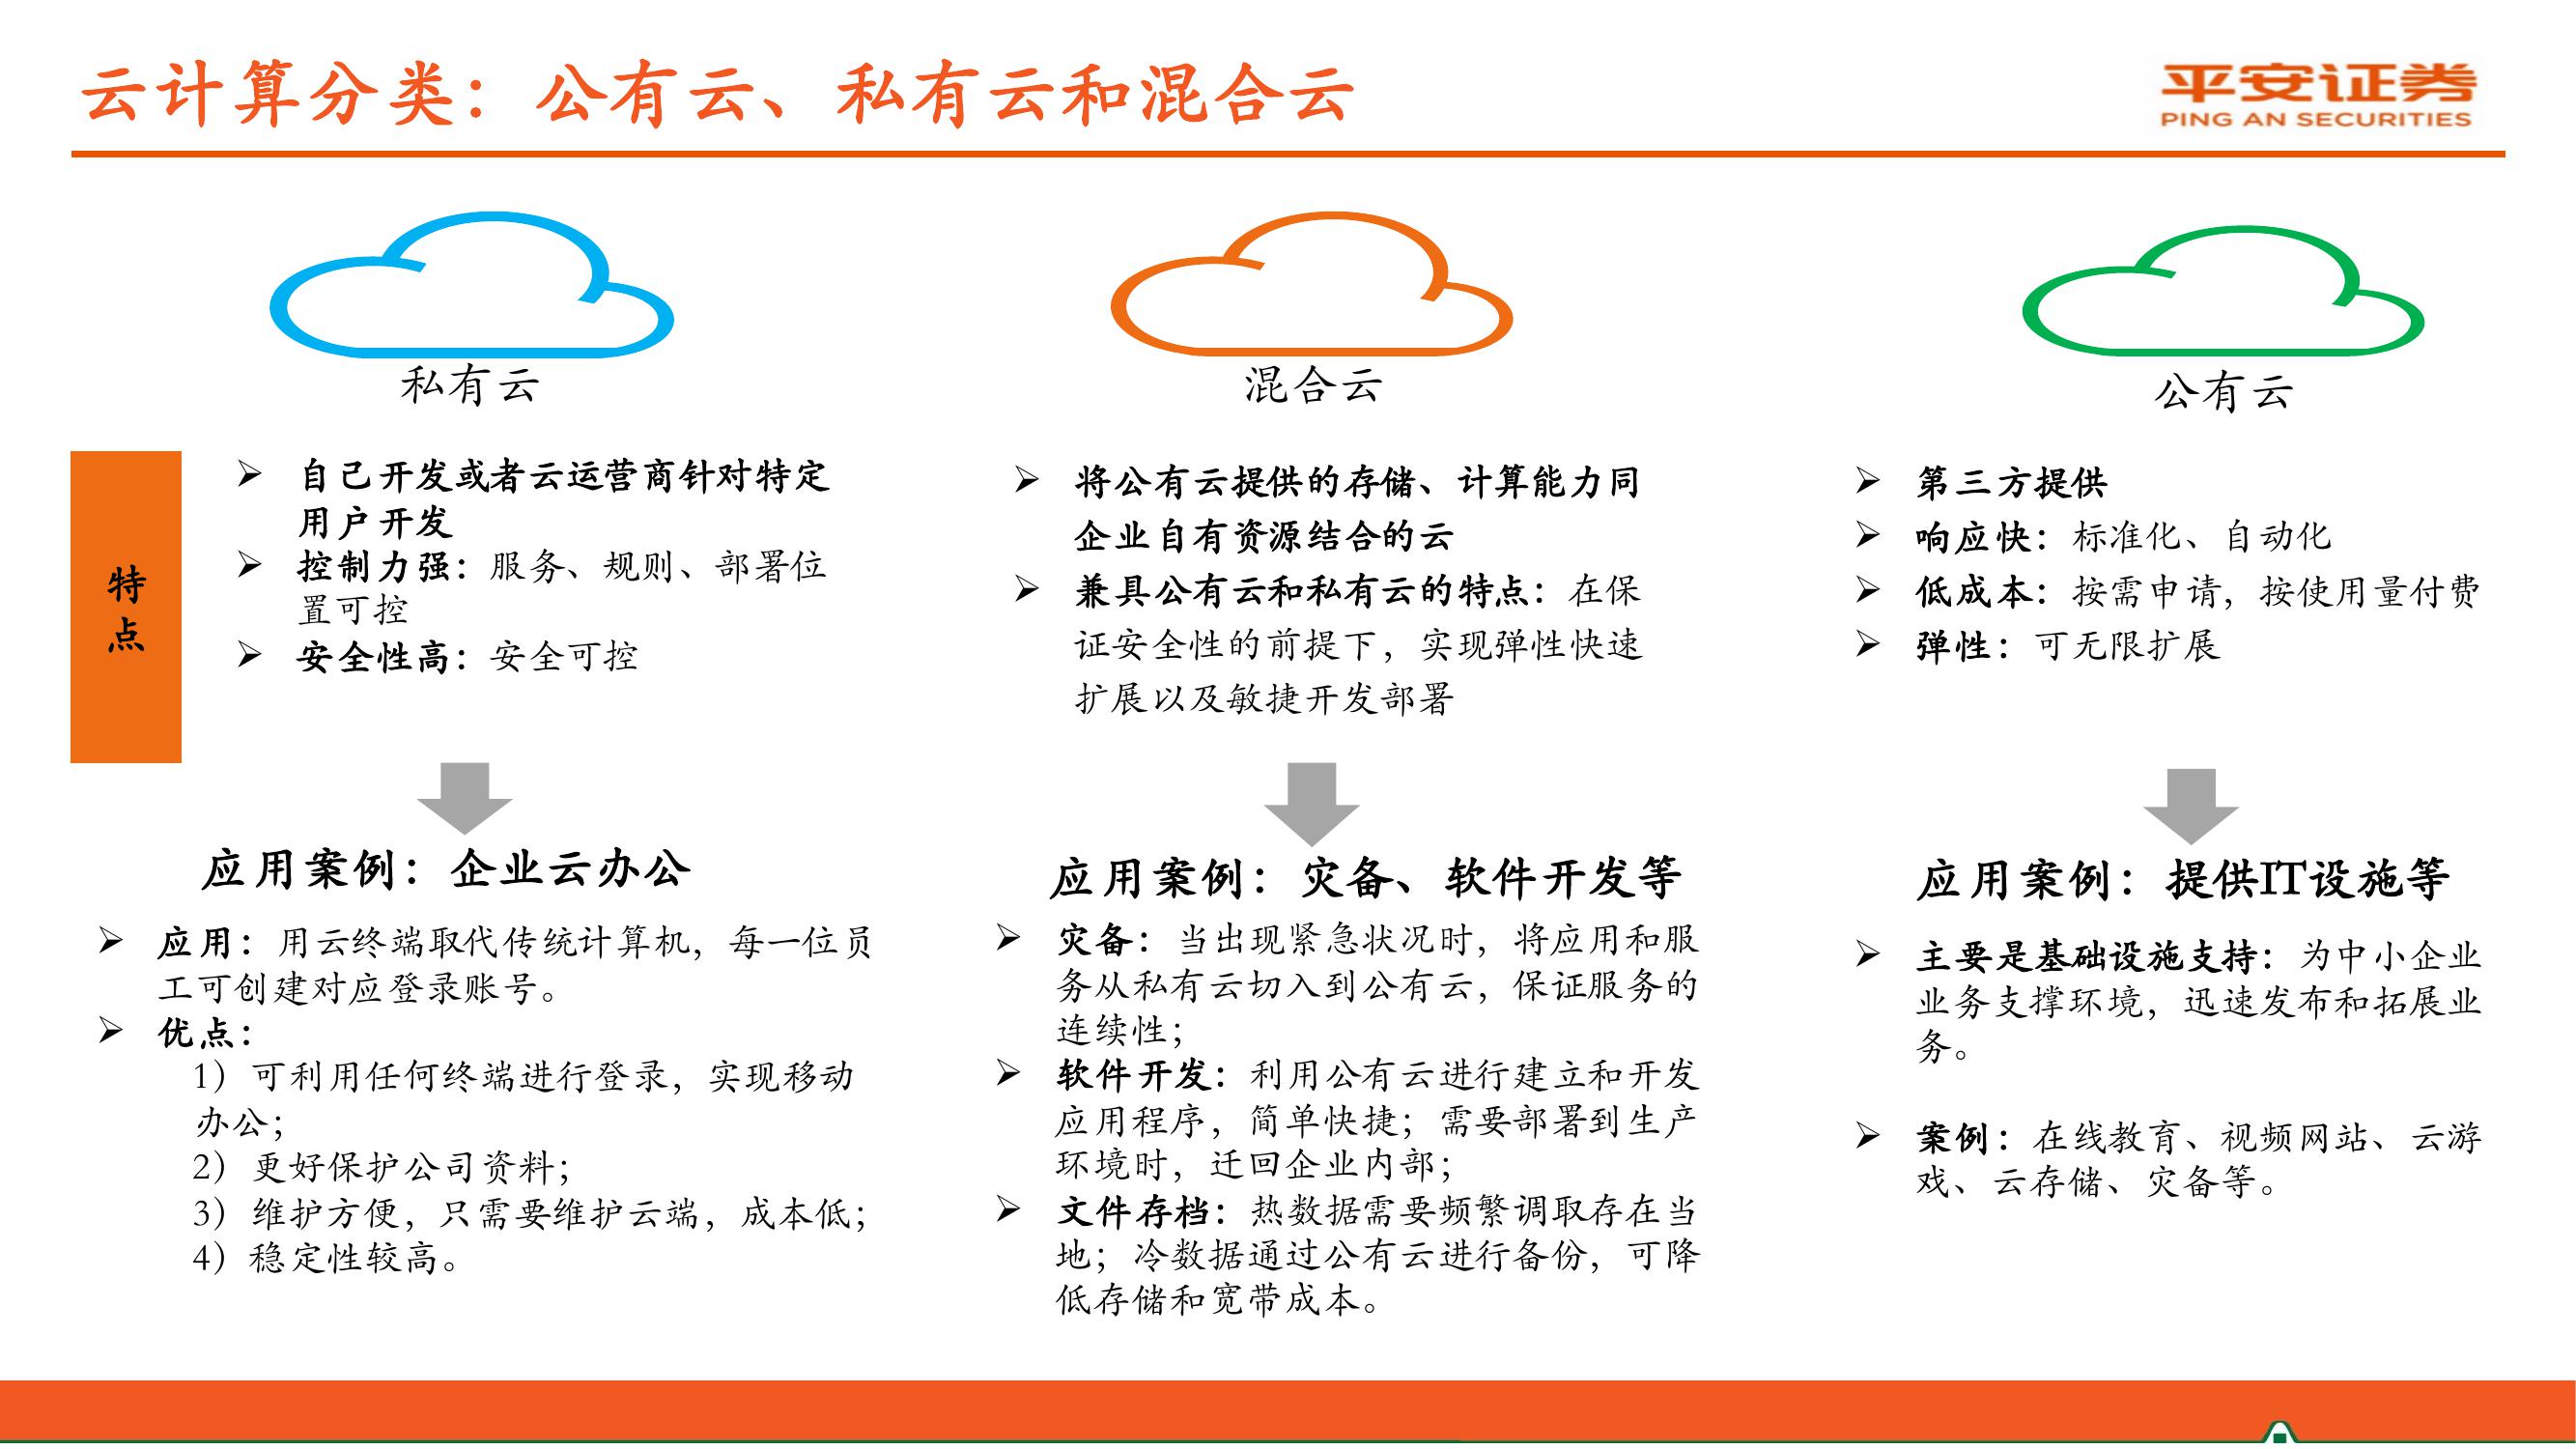 云计算分类：公有云、私有云和混合云
平安证券
PING AN SECURITIES
私有云
混合云
公有云
特
点
自己开发或者云运营商针对特定
用户开发
控制力强：服务、规则、部署位
置可控
安全性高：安全可控
将公有云提供的存储、计算能力同
企业自有资源结合的云
兼具公有云和私有云的特点：在保
证安全性的前提下，实现弹性快速
扩展以及敏捷开发部署
第三方提供
响应快：标准化、自动化
低成本：按需申请，按使用量付费
弹性：可无限扩展
应用案例：企业云办公
应用：用云终端取代传统计算机，每一位员
工可创建对应登录账号。
优点：
1）可利用任何终端进行登录，实现移动
办公；
2）更好保护公司资料；
3）维护方便，只需要维护云端，成本低；
4）稳定性较高。
应用案例：灾备、软件开发等
灾备：当出现紧急状况时，将应用和服
务从私有云切入到公有云，保证服务的
连续性；
软件开发：利用公有云进行建立和开发
应用程序，简单快捷；需要部署到生产
环境时，迁回企业内部；
文件存档：热数据需要频繁调取存在当
地；冷数据通过公有云进行备份，可降
低存储和宽带成本。
应用案例：提供IT设施等
主要是基础设施支持：为中小企业
业务支撑环境，迅速发布和拓展业
务。
案例：在线教育、视频网站、云游
戏、云存储、灾备等。